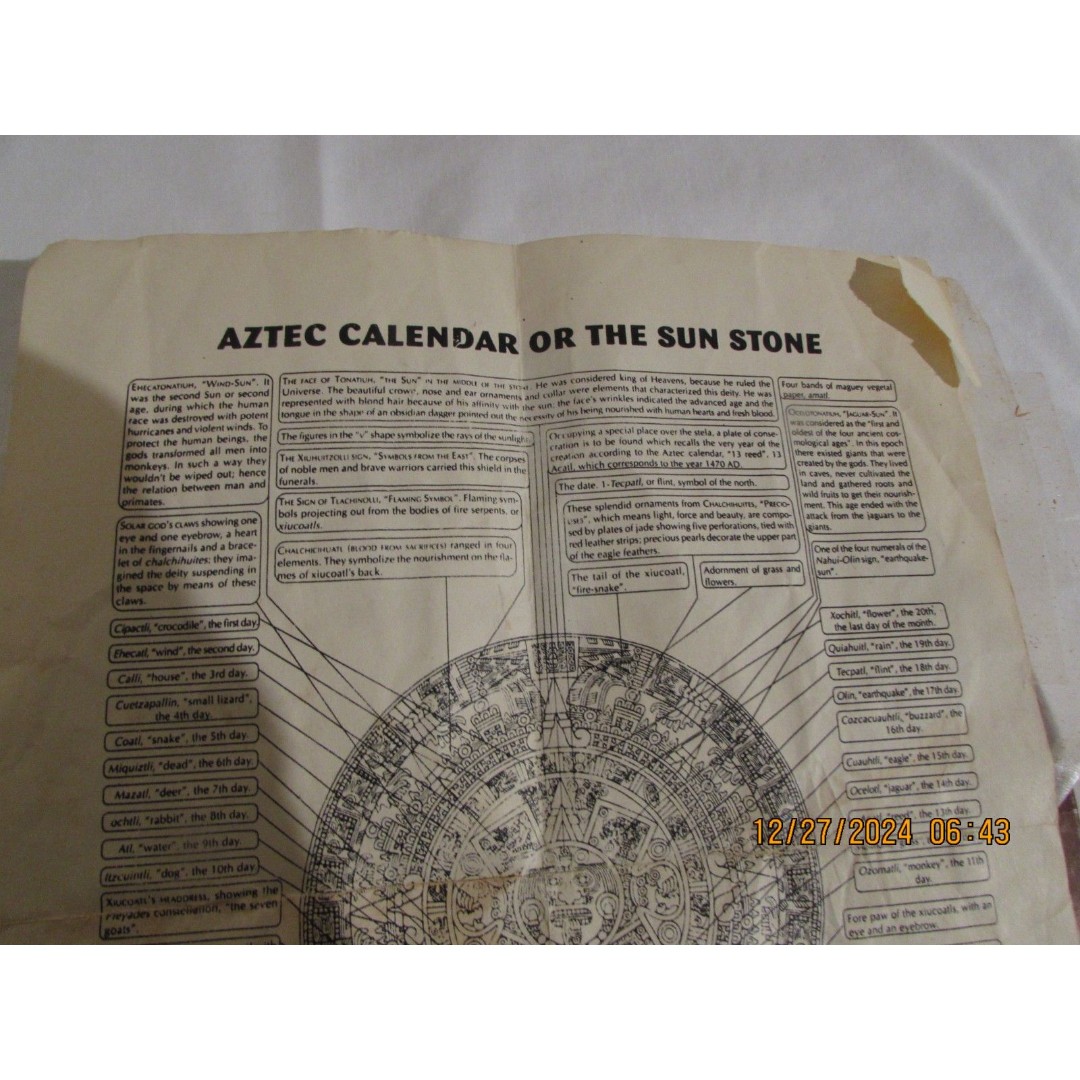 AZTEC CALENDAR OR THE SUN STONE
EHECATONATIUH, "WIND-SUN". It
was the second Sun or second
age, during which the human
race was destroyed with potent
hurricanes and violent winds. To
protect the human beings, the
gods transformed all men into
monkeys. In such a way they
wouldn't be wiped out; hence
the relation between man and
primates.
SOLAR GOD'S CLAWS showing one
eye and one eyebrow, a heart
in the fingernails and a brace-
let of chalchihuites: they ima-
gined the deity suspending in
the space by means of these
claws.
Cipactli, "crocodile", the first day.
Ehecatl, "wind", the second day.
Calli, "house", the 3rd day.
Cuetzapallin, "small lizard",
the 4th day.
Coatl, "snake", the 5th day.
Miquiztli, "dead", the 6th day.
Mazatl, "deer", the 7th day.
ochtli, "rabbit", the 8th day.
Atl, "water", the 9th day.
Itzcuintli, "dog", the 10th day.
XIUCOATL'S HEADDRESS, showing the
Pleyades constellation, "the seven
goats".
THE FACE OF TONATIUH, "THE SUN" IN THE MIDDLE OF THE He was considered king of Heavens, because he ruled the
Universe. The beautiful crown, nose and ear ornaments and collar were elements that characterized this deity. He was
represented with blond hair because of his affinity with the sun, the face's wrinkles indicated the advanced age and the
tongue in the shape of an obsidian dagger pointed out the necessity of his being nourished with human hearts and fresh blood.
The figures in the "v" shape symbolize the rays of the sunlight.
THE XIUHUITZOLLI SIGN, "SYMBOLS FROM THE EAST". The corpses
of noble men and brave warriors carried this shield in the
funerals.
THE SIGN OF TLACHINOLLI, "FLAMING SYMBOL". Flaming sym-
bols projecting out from the bodies of fire serpents, or
xiucoatls.
CHALCHICIHUATL (BLOOD FROM SACRIFICES) ranged in four
elements. They symbolize the nourishment on the fla-
mes of xiucoatl's back.
Occupying a special place over the stela, a plate of conse-
cration is to be found which recalls the very year of the
creation according to the Aztec calendar, "13 reed". 13
Acatl, which corresponds to the year 1479 AD.
The date. 1-Tecpatl, or flint, symbol of the north.
These splendid ornaments from CHALCHIHUITES, "PRECIO-
USES", which means light, force and beauty, are compo-
sed by plates of jade showing five perforations, tied with
red leather strips; precious pearls decorate the upper part
of the eagle feathers.
The tail of the xiucoatl,
"fire-snake".
Adornment of grass and
flowers.
Four bands of maguey vegetal
paper, amatl.
OCELOTONATIUH, "JAGUAR-SUN". It
was considered as the "first and
oldest of the four ancient cos-
mological ages". In this epoch
there existed giants that were
created by the gods. They lived
in caves, never cultivated the
land and gathered roots and
wild fruits to get their nourish-
ment. This age ended with the
attack from the jaguars to the
giants.
One of the four numerals of the
Nahui-Olin sign, "earthquake-
sun".
Xochitl, "flower", the 20th,
the last day of the month.
Quiahuitl, "rain", the 19th day.
Tecpatl, "flint", the 18th day.
Olin, "earthquake", the 17th day.
Cozcacuauhtli, "buzzard", the
16th day.
Cuauhtli, "eagle", the 15th day.
Ocelotl, "jaguar", the 14th day.
the 13th day.
12/27/2024 06:43
Ozomatli, "monkey", the 11th
day.
Fore paw of the xiucoatls, with an
eye and an eyebrow.